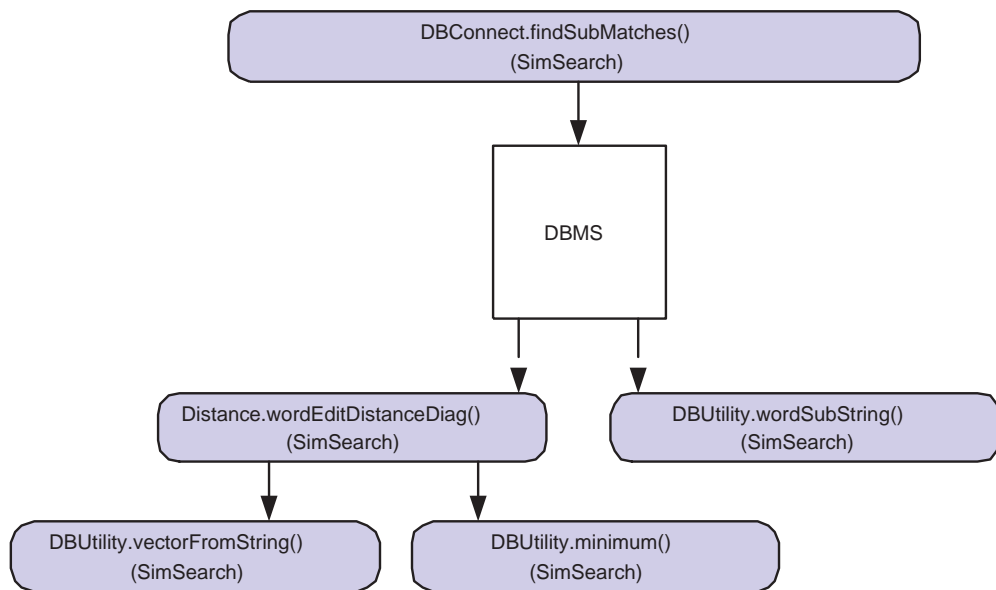 DBConnect.findSubMatches()
(SimSearch)
DBMS
Distance.wordEditDistanceDiag()
(SimSearch)
DBUtility.wordSubString()
(SimSearch)
DBUtility.vectorFromString()
(SimSearch)
DBUtility.minimum()
(SimSearch)